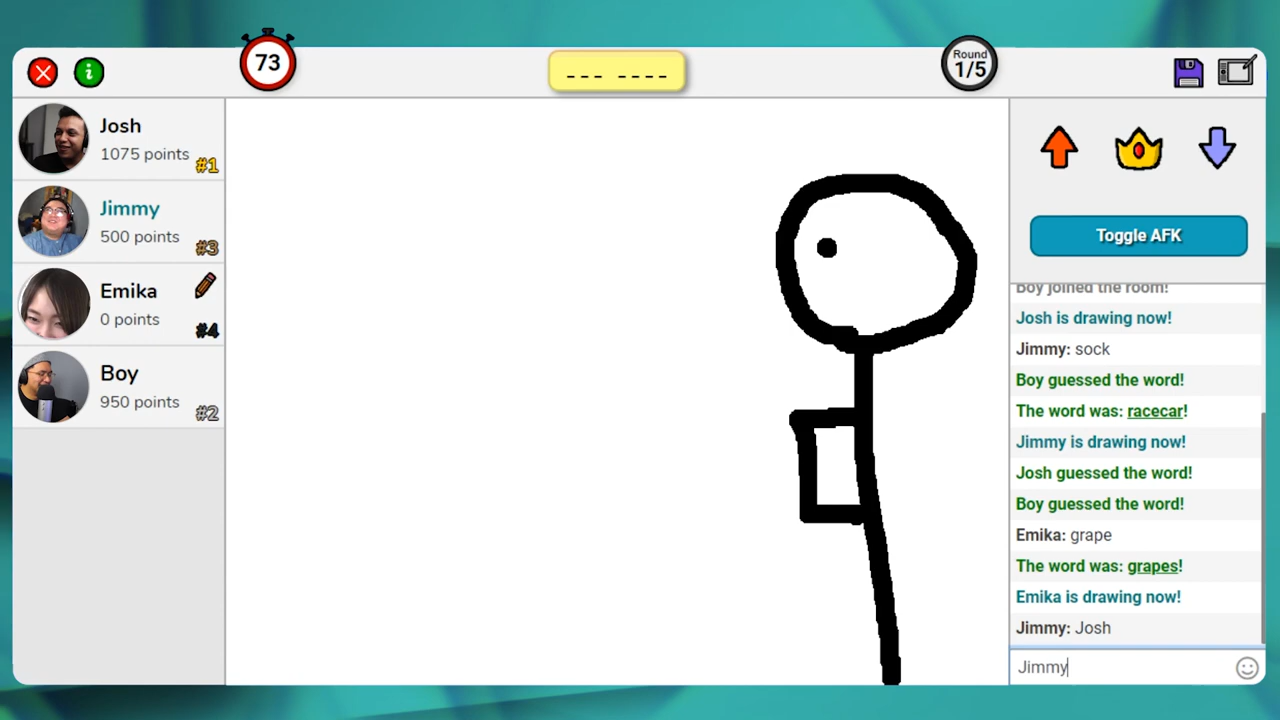 73
___ ____
Round
1/5
Josh
1075 points
#1
Jimmy
500 points
#3
Emika
0 points
#4
Boy
950 points
#2
Toggle AFK
Boy joined the room!
Josh is drawing now!
Jimmy: sock
Boy guessed the word!
The word was: racecar!
Jimmy is drawing now!
Josh guessed the word!
Boy guessed the word!
Emika: grape
The word was: grapes!
Emika is drawing now!
Jimmy: Josh
Jimmy